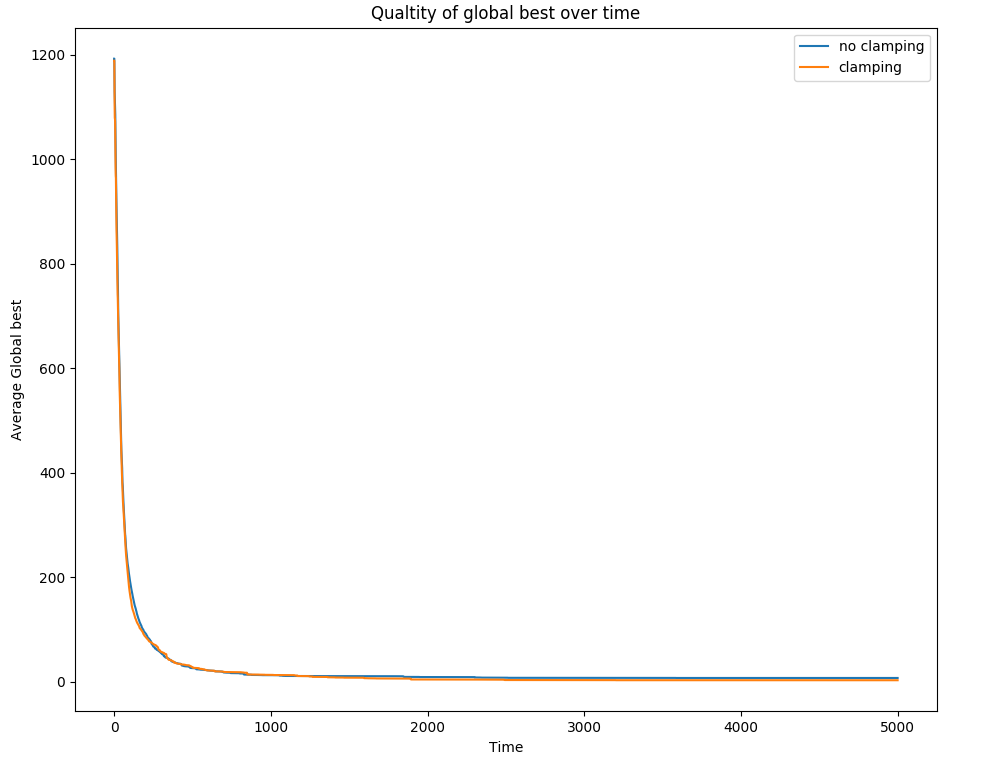 Qualtity of global best over time
no clamping
clamping
1200
1000
800
600
400
200
0
Average Global best
0 1000 2000 3000 4000 5000
Time